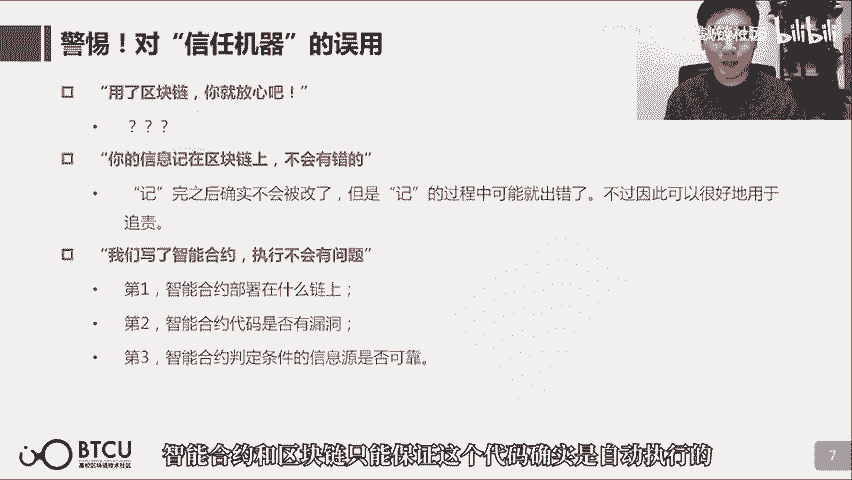 警惕！对“信任机器”的误用
“用了区块链，你就放心吧！”
？？？
“你的信息记在区块链上，不会有错的”
“记”完之后确实不会被改了，但是“记”的过程中可能就出错了。不过因此可以很好地用于
追责。
“我们写了智能合约，执行不会有问题”
第1，智能合约部署在什么链上；
第2，智能合约代码是否有漏洞；
第3，智能合约判定条件的信息源是否可靠。
bilibili
BTCU
高校区块链技术社区
智能合约和区块链只能保证这个代码确实是自动执行的
7